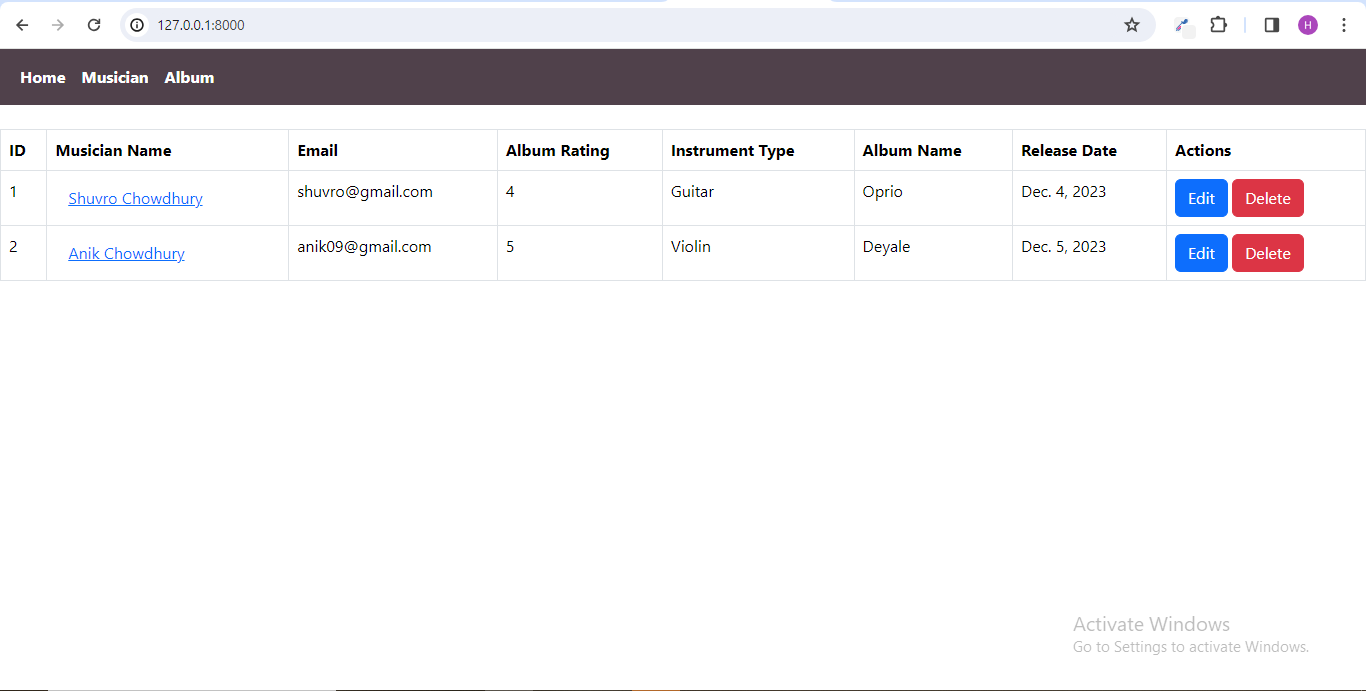 127.0.0.1:8000
H
Home Musician Album
ID Musician Name Email Album Rating Instrument Type Album Name Release Date Actions
1 Shuvro Chowdhury shuvro@gmail.com 4 Guitar Oprio Dec. 4, 2023 Edit Delete
2 Anik Chowdhury anik09@gmail.com 5 Violin Deyale Dec. 5, 2023 Edit Delete
Activate Windows
Go to Settings to activate Windows.